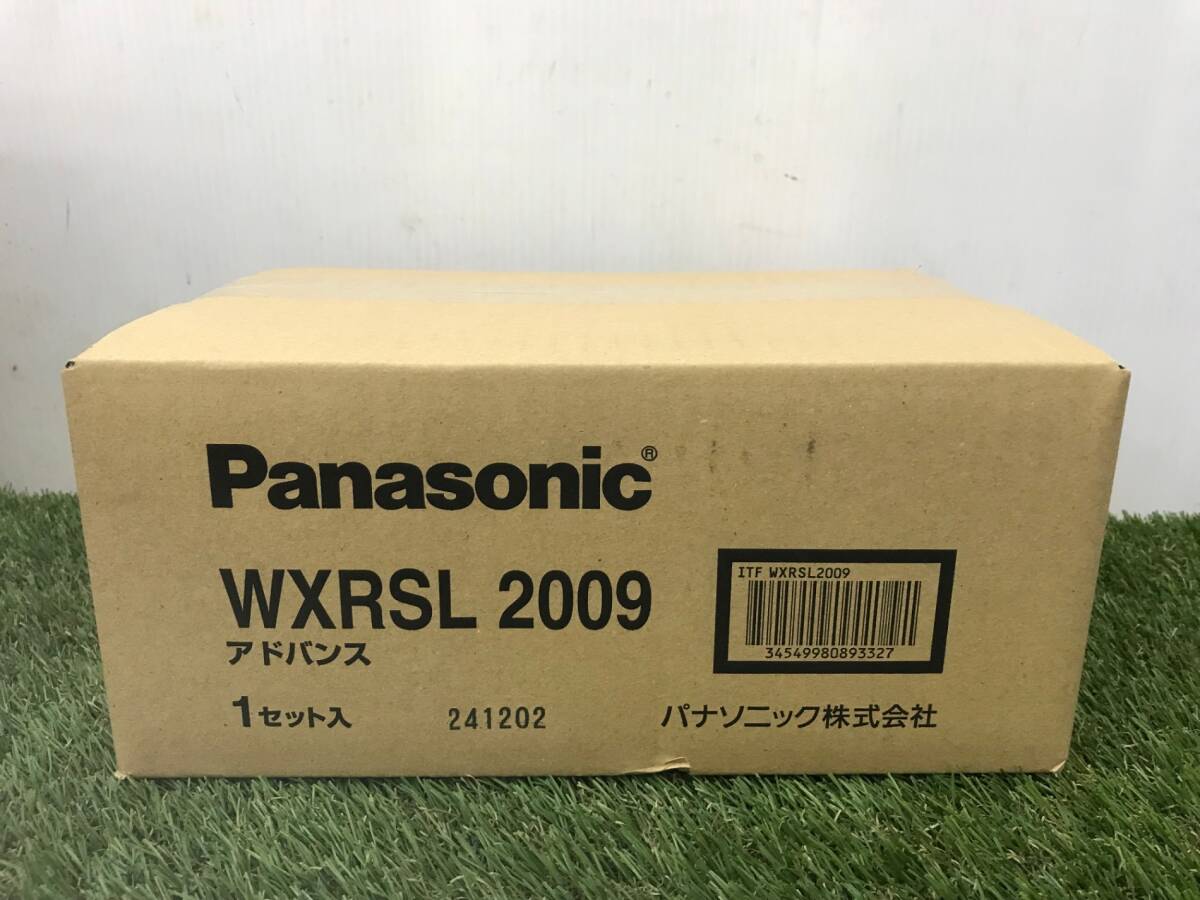 Panasonic®
WXRSL 2009
アドバンス
ITF WXRSL2009
34549980893327
1セット入
241202
パナソニック株式会社